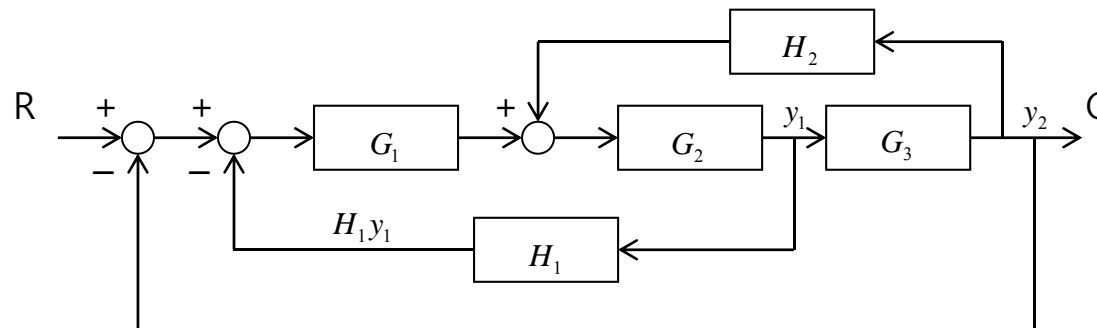 H₂
R + + + y₁ y₂
G₁ G₂ G₃
− −
H₁y₁
H₁